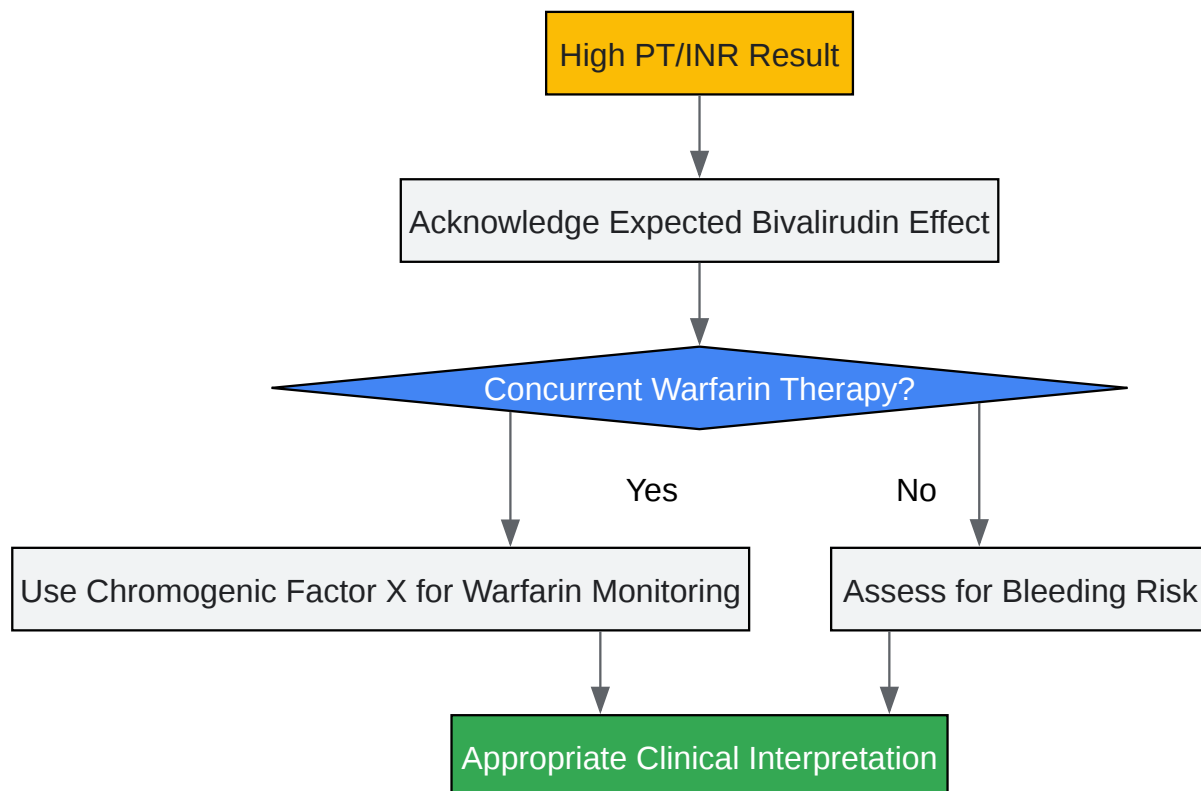 High PT/INR Result
Acknowledge Expected Bivalirudin Effect
Concurrent Warfarin Therapy?
Yes
No
Use Chromogenic Factor X for Warfarin Monitoring
Assess for Bleeding Risk
Appropriate Clinical Interpretation